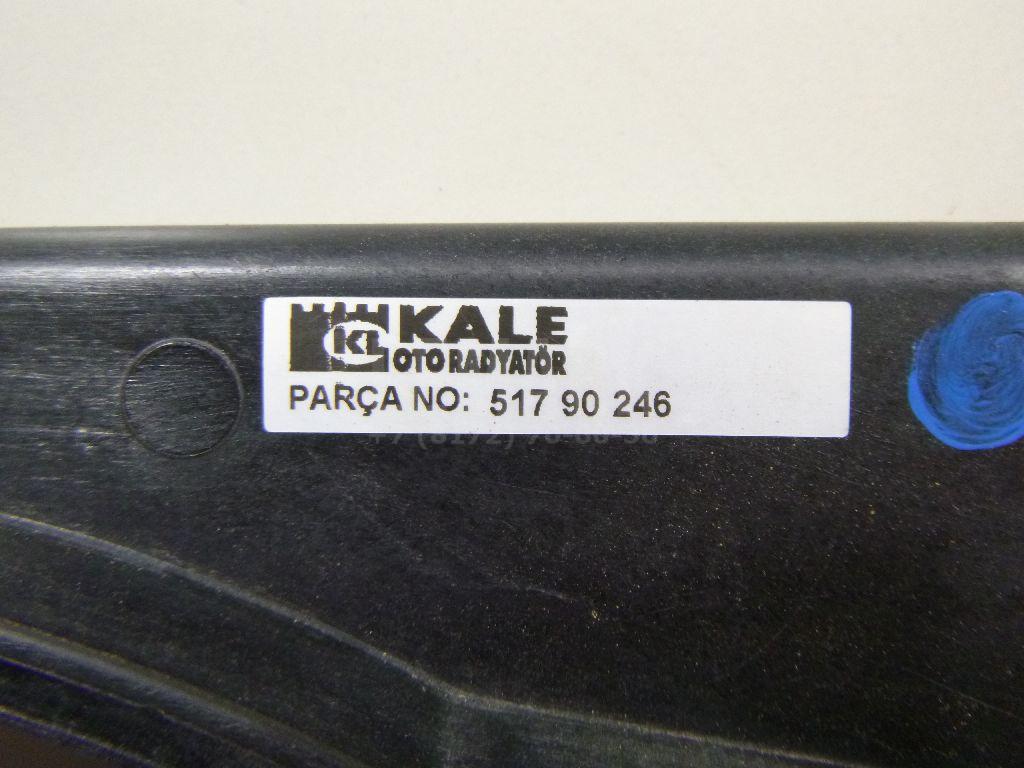 KL KALE
OTO RADYATÖR
PARÇA NO: 517 90 246